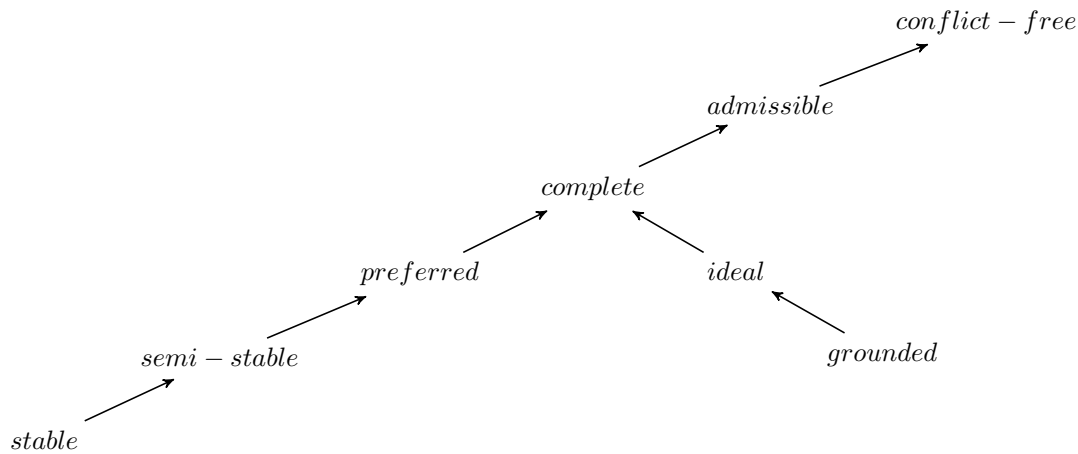 conflict – free
admissible
complete
preferred
ideal
semi – stable
grounded
stable